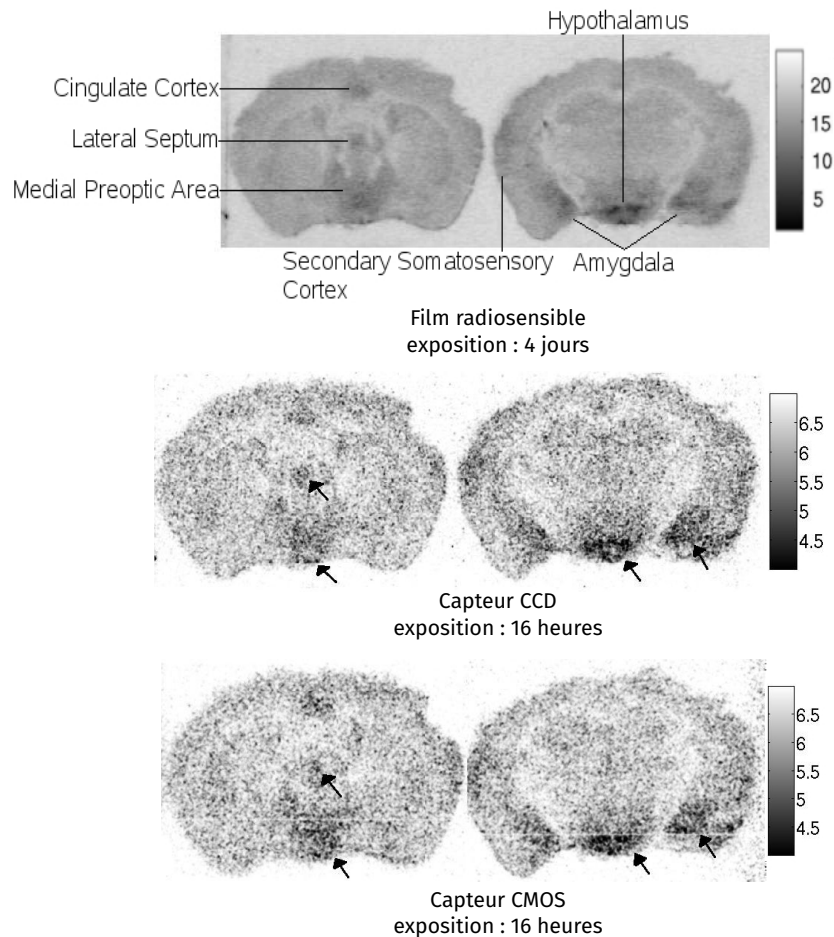 Hypothalamus
Cingulate Cortex
Lateral Septum
Medial Preoptic Area
20
15
10
5
Secondary Somatosensory
Cortex
Amygdala
Film radiosensible
exposition : 4 jours
6.5
6
5.5
5
4.5
Capteur CCD
exposition : 16 heures
6.5
6
5.5
5
4.5
Capteur CMOS
exposition : 16 heures